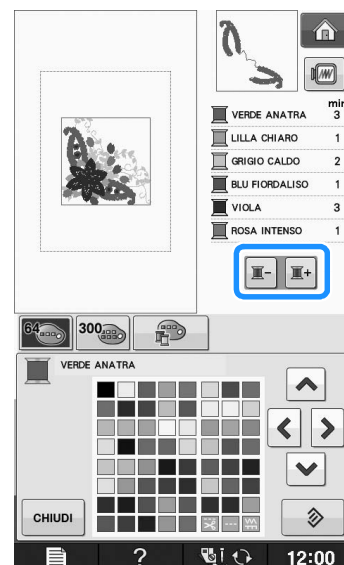 min
VERDE ANATRA 3
LILLA CHIARO 1
GRIGIO CALDO 2
BLU FIORDALISO 1
VIOLA 3
ROSA INTENSO 1
- +
64 300
VERDE ANATRA
CHIUDI
? 12:00